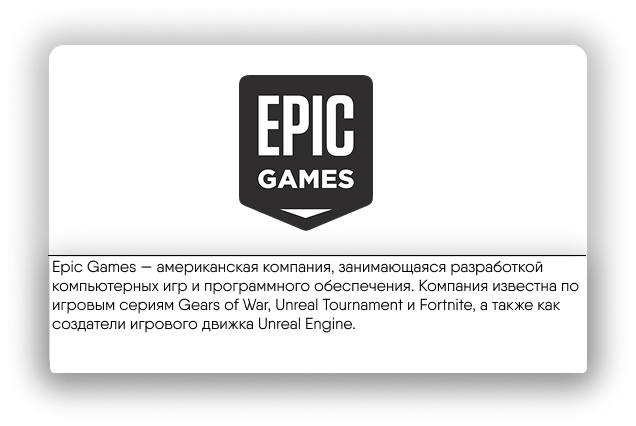 EPIC
GAMES
Epic Games — американская компания, занимающаяся разработкой
компьютерных игр и программного обеспечения. Компания известна по
игровым сериям Gears of War, Unreal Tournament и Fortnite, а также как
создатели игрового движка Unreal Engine.